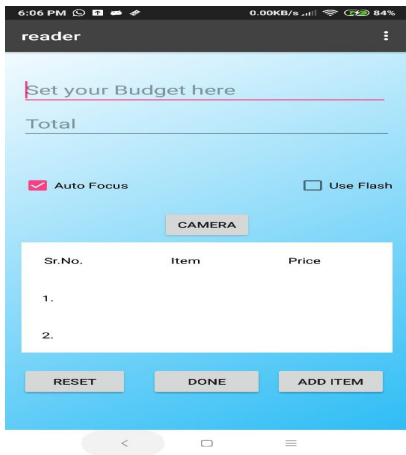 6:06 PM 0.00KB/s 84%
reader
Set your Budget here
Total
Auto Focus Use Flash
CAMERA
Sr.No. Item Price
1.
2.
RESET DONE ADD ITEM